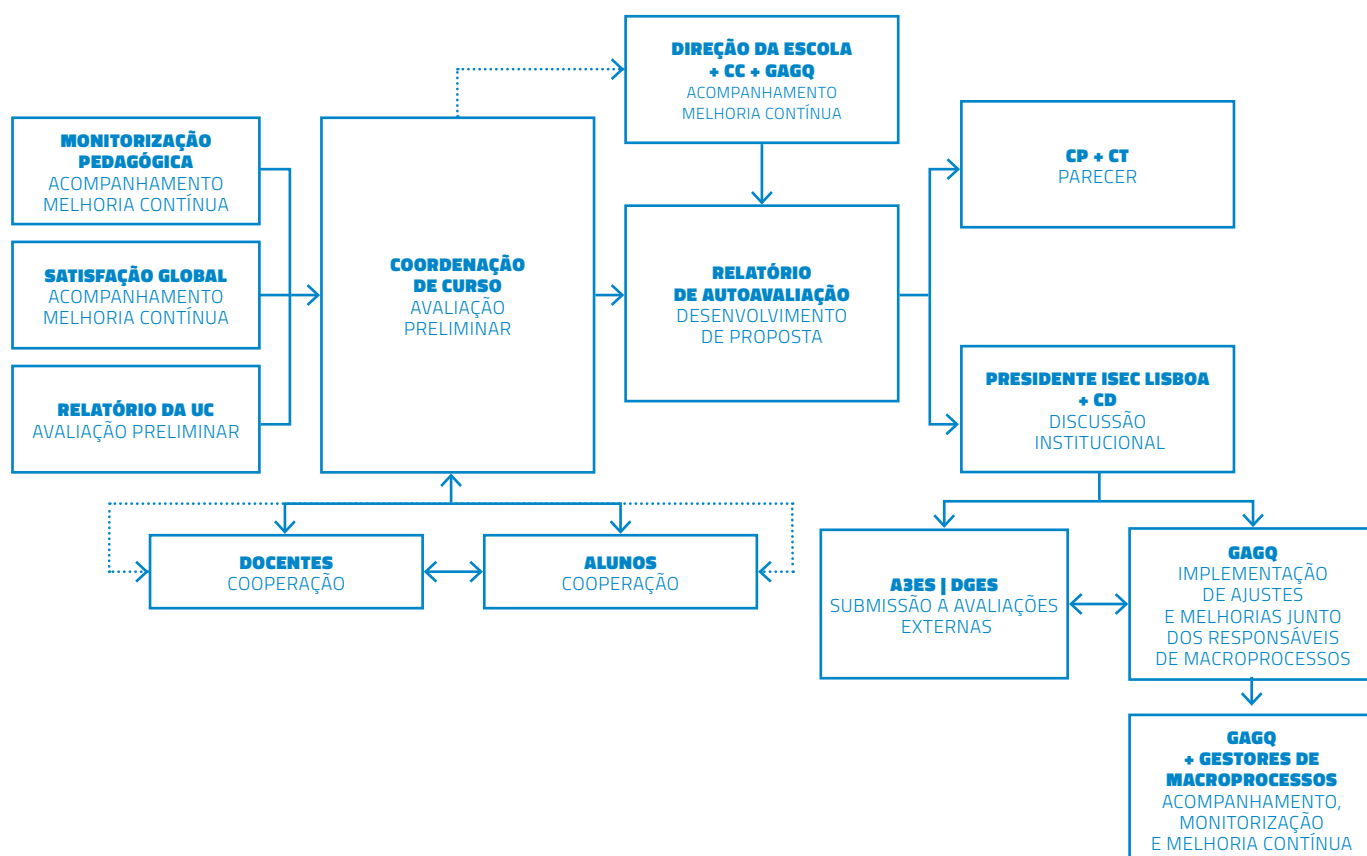 DIREÇÃO DA ESCOLA
+ CC + GAGQ
ACOMPANHAMENTO
MELHORIA CONTÍNUA
MONITORIZAÇÃO
PEDAGÓGICA
ACOMPANHAMENTO
MELHORIA CONTÍNUA
SATISFAÇÃO GLOBAL
ACOMPANHAMENTO
MELHORIA CONTÍNUA
RELATÓRIO DA UC
AVALIAÇÃO PRELIMINAR
COORDENAÇÃO
DE CURSO
AVALIAÇÃO
PRELIMINAR
RELATÓRIO
DE AUTOAVALIAÇÃO
DESENVOLVIMENTO
DE PROPOSTA
CP + CT
PARECER
PRESIDENTE ISEC LISBOA
+ CD
DISCUSSÃO
INSTITUCIONAL
DOCENTES
COOPERAÇÃO
ALUNOS
COOPERAÇÃO
A3ES | DGES
SUBMISSÃO A AVALIAÇÕES
EXTERNAS
GAGQ
IMPLEMENTAÇÃO
DE AJUSTES
E MELHORIAS JUNTO
DOS RESPONSÁVEIS
DE MACROPROCESSOS
GAGQ
+ GESTORES DE
MACROPROCESSOS
ACOMPANHAMENTO,
MONITORIZAÇÃO
E MELHORIA CONTÍNUA